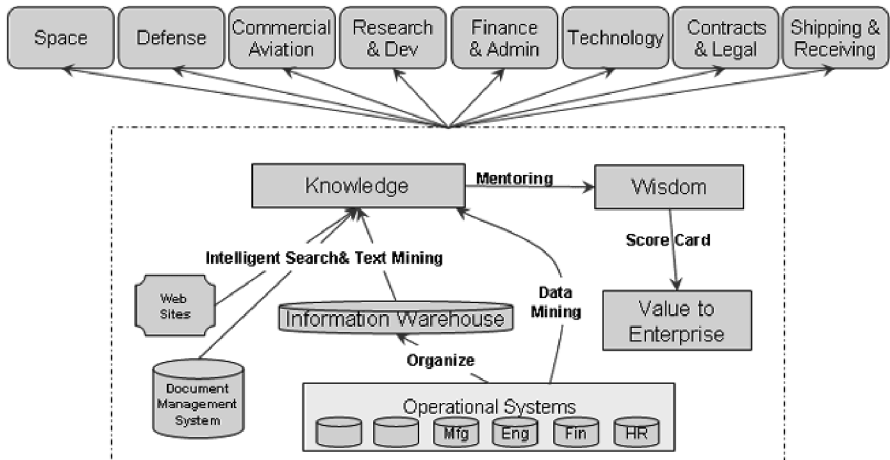 Space
Defense
Commercial
Aviation
Research
& Dev
Finance
& Admin
Technology
Contracts
& Legal
Shipping &
Receiving
Knowledge
Mentoring
Wisdom
Score Card
Intelligent Search& Text Mining
Web
Sites
Information Warehouse
Data
Mining
Value to
Enterprise
Organize
Document
Management
System
Operational Systems
Mfg
Eng
Fin
HR